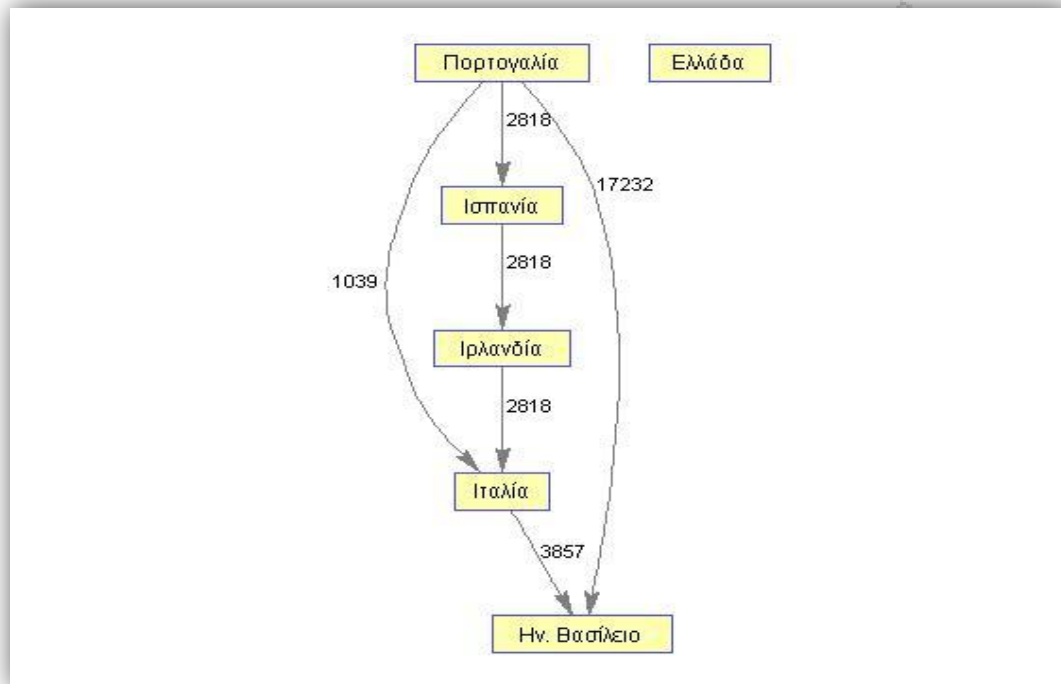 Πορτογαλία
Ελλάδα
2818
17232
Ισπανία
2818
1039
Ιρλανδία
2818
Ιταλία
3857
Ην. Βασίλειο